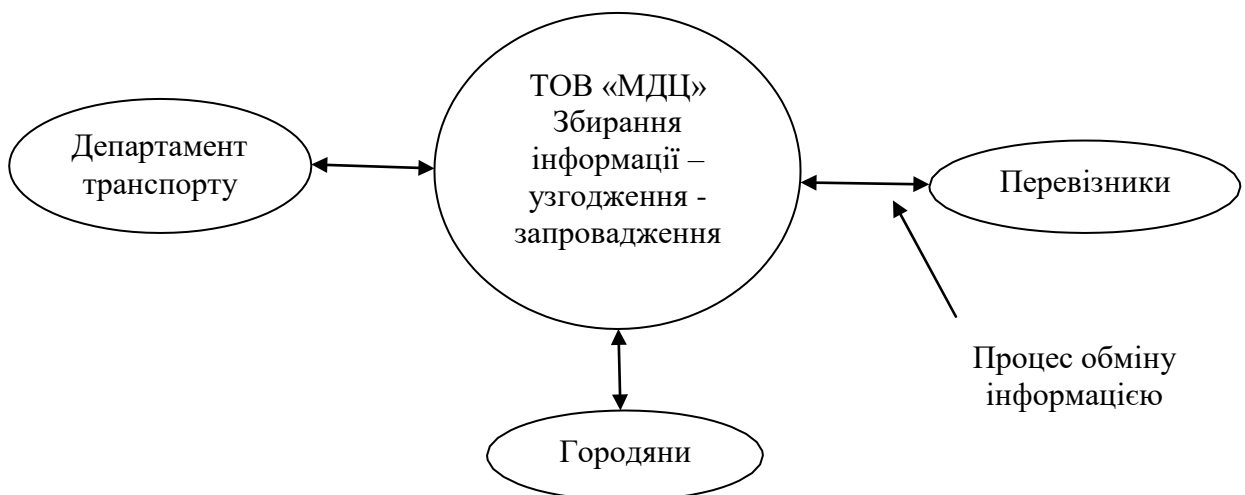 ТОВ «МДЦ»
Збирання
інформації –
узгодження -
запровадження
Департамент
транспорту
Перевізники
Процес обміну
інформацією
Городяни